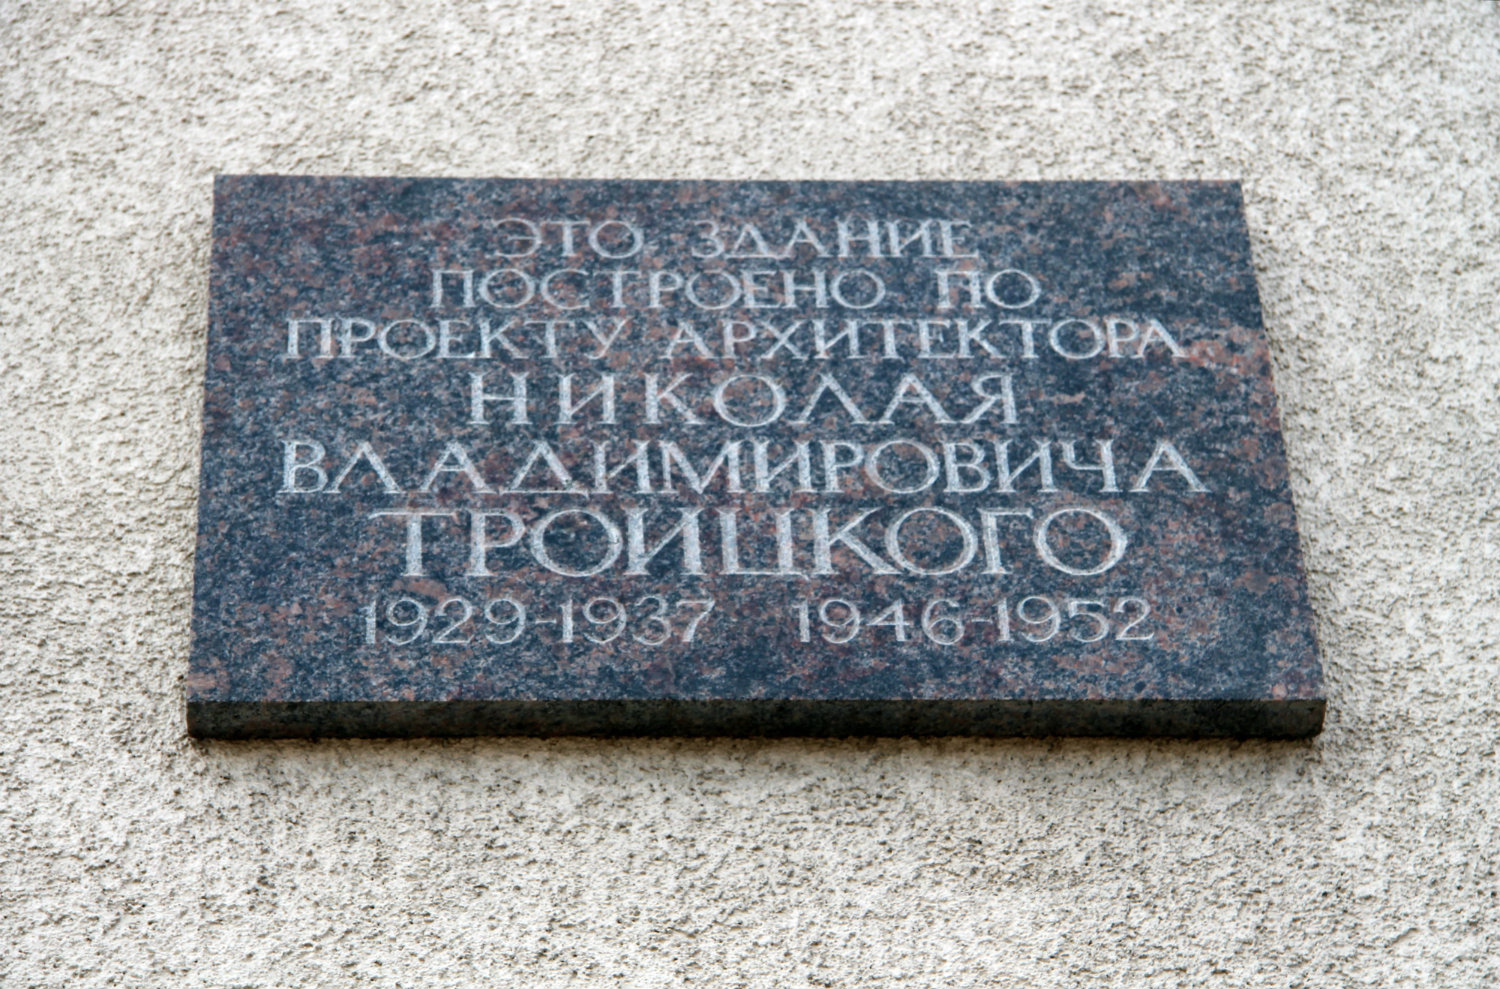 ЭТО ЗДАНИЕ
ПОСТРОЕНО ПО
ПРОЕКТУ АРХИТЕКТОРА
НИКОЛАЯ
ВЛАДИМИРОВИЧА
ТРОИЦКОГО
1929-1937 1946-1952